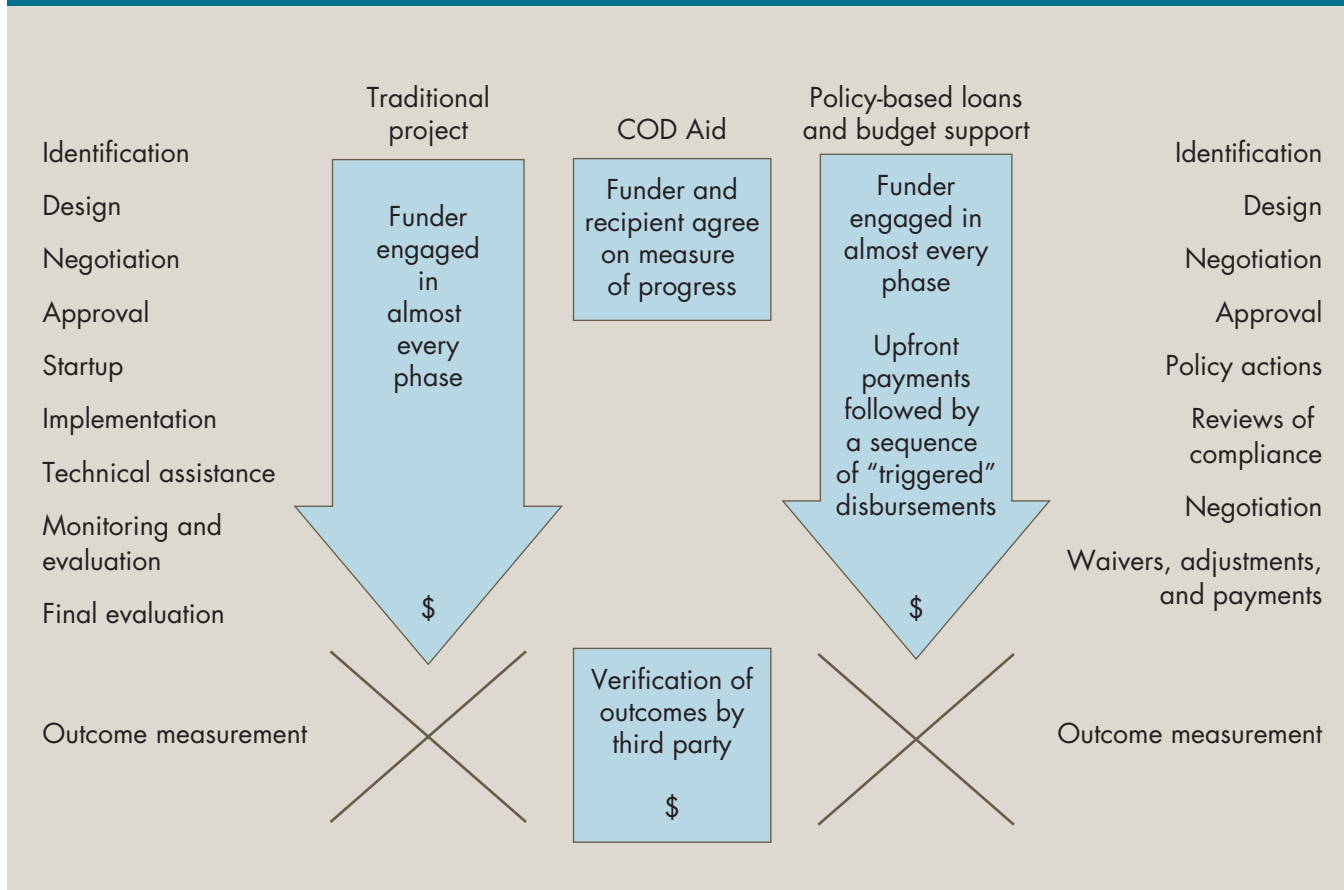 Identification
Design
Negotiation
Approval
Startup
Implementation
Technical assistance
Monitoring and
evaluation
Final evaluation
Outcome measurement
Traditional
project
Funder
engaged
in
almost
every
phase
$
COD Aid
Funder and
recipient agree
on measure
of progress
Verification of
outcomes by
third party
$
Policy-based loans
and budget support
Funder
engaged in
almost every
phase
Upfront
payments
followed by
a sequence
of “triggered”
disbursements
$
Identification
Design
Negotiation
Approval
Policy actions
Reviews of
compliance
Negotiation
Waivers, adjustments,
and payments
Outcome measurement